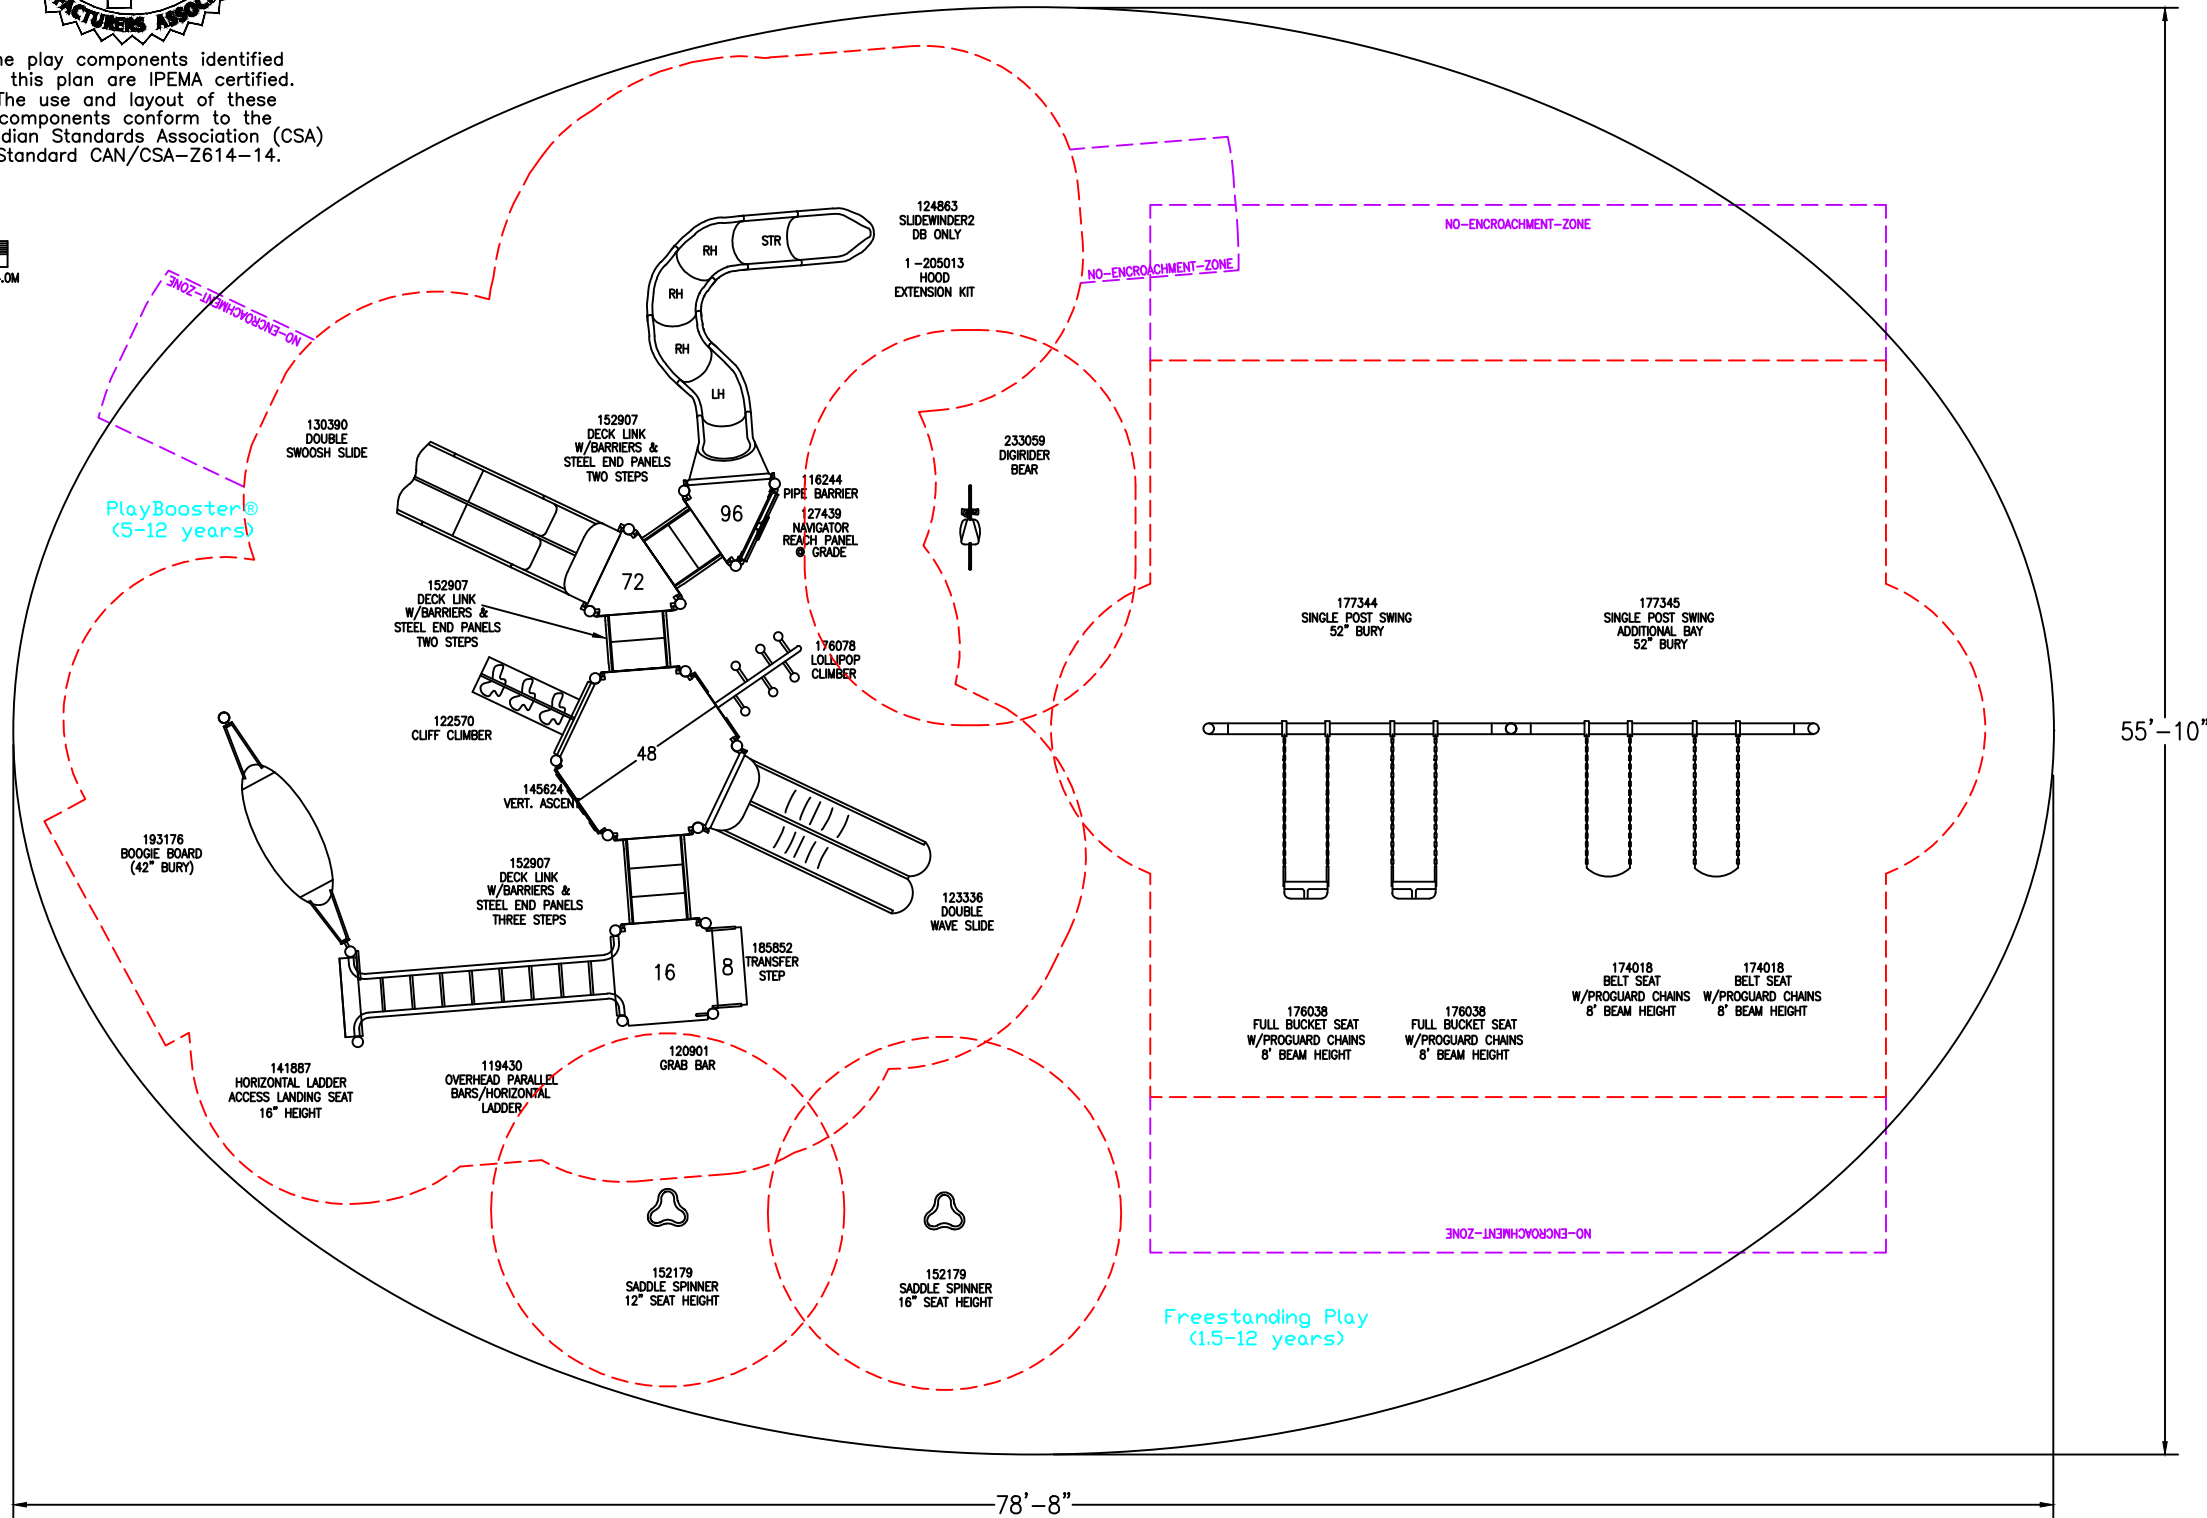 ACTURERS ASSOC
he play components identified
this plan are IPEMA certified.
The use and layout of these
components conform to the
dian Standards Association (CSA)
Standard CAN/CSA-Z614-14.
.0M
NO-ENCROACHMENT-ZONE
PlayBooster®
(5-12 years)
130390
DOUBLE
SWOOSH SLIDE
RH
STR
RH
RH
LH
124863
SLIDEWINDER2
DB ONLY
1-205013
HOOD
EXTENSION KIT
NO-ENCROACHMENT-ZONE
NO-ENCROACHMENT-ZONE
152907
DECK LINK
W/BARRIERS &
STEEL END PANELS
TWO STEPS
116244
PIPE BARRIER
127439
NAVIGATOR
REACH PANEL
@ GRADE
96
72
233059
DIGIRIDER
BEAR
152907
DECK LINK
W/BARRIERS &
STEEL END PANELS
TWO STEPS
176078
LOLLIPOP
CLIMBER
122570
CLIFF CLIMBER
48
145624
VERT. ASCENT
193176
BOOGIE BOARD
(42" BURY)
152907
DECK LINK
W/BARRIERS &
STEEL END PANELS
THREE STEPS
123336
DOUBLE
WAVE SLIDE
16
8
185852
TRANSFER
STEP
120901
GRAB BAR
141887
HORIZONTAL LADDER
ACCESS LANDING SEAT
16" HEIGHT
119430
OVERHEAD PARALLEL
BARS/HORIZONTAL
LADDER
152179
SADDLE SPINNER
12" SEAT HEIGHT
152179
SADDLE SPINNER
16" SEAT HEIGHT
177344
SINGLE POST SWING
52" BURY
177345
SINGLE POST SWING
ADDITIONAL BAY
52" BURY
176038
FULL BUCKET SEAT
W/PROGUARD CHAINS
8' BEAM HEIGHT
176038
FULL BUCKET SEAT
W/PROGUARD CHAINS
8' BEAM HEIGHT
174018
BELT SEAT
W/PROGUARD CHAINS
8' BEAM HEIGHT
174018
BELT SEAT
W/PROGUARD CHAINS
8' BEAM HEIGHT
NO-ENCROACHMENT-ZONE
Freestanding Play
(1.5-12 years)
55'-10"
78'-8"